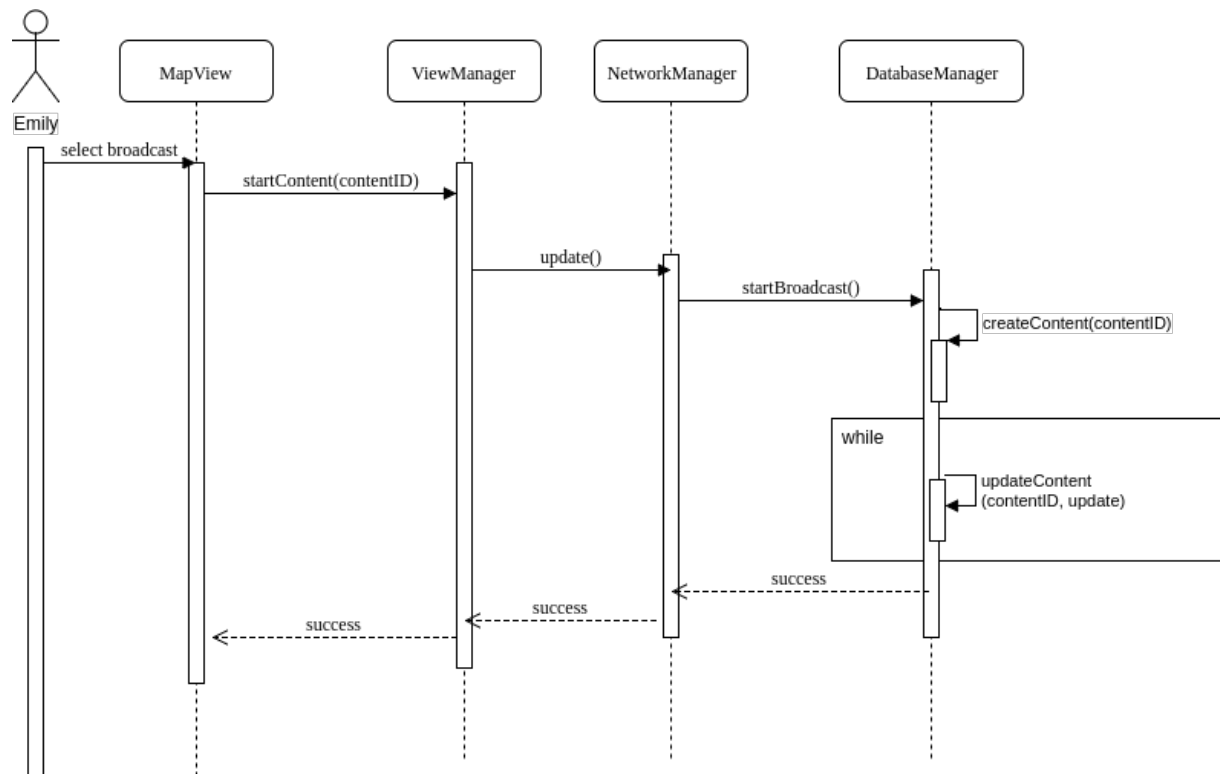 MapView
ViewManager
NetworkManager
DatabaseManager
Emily
select broadcast
startContent(contentID)
update()
startBroadcast()
createContent(contentID)
while
updateContent
(contentID, update)
success
success
success